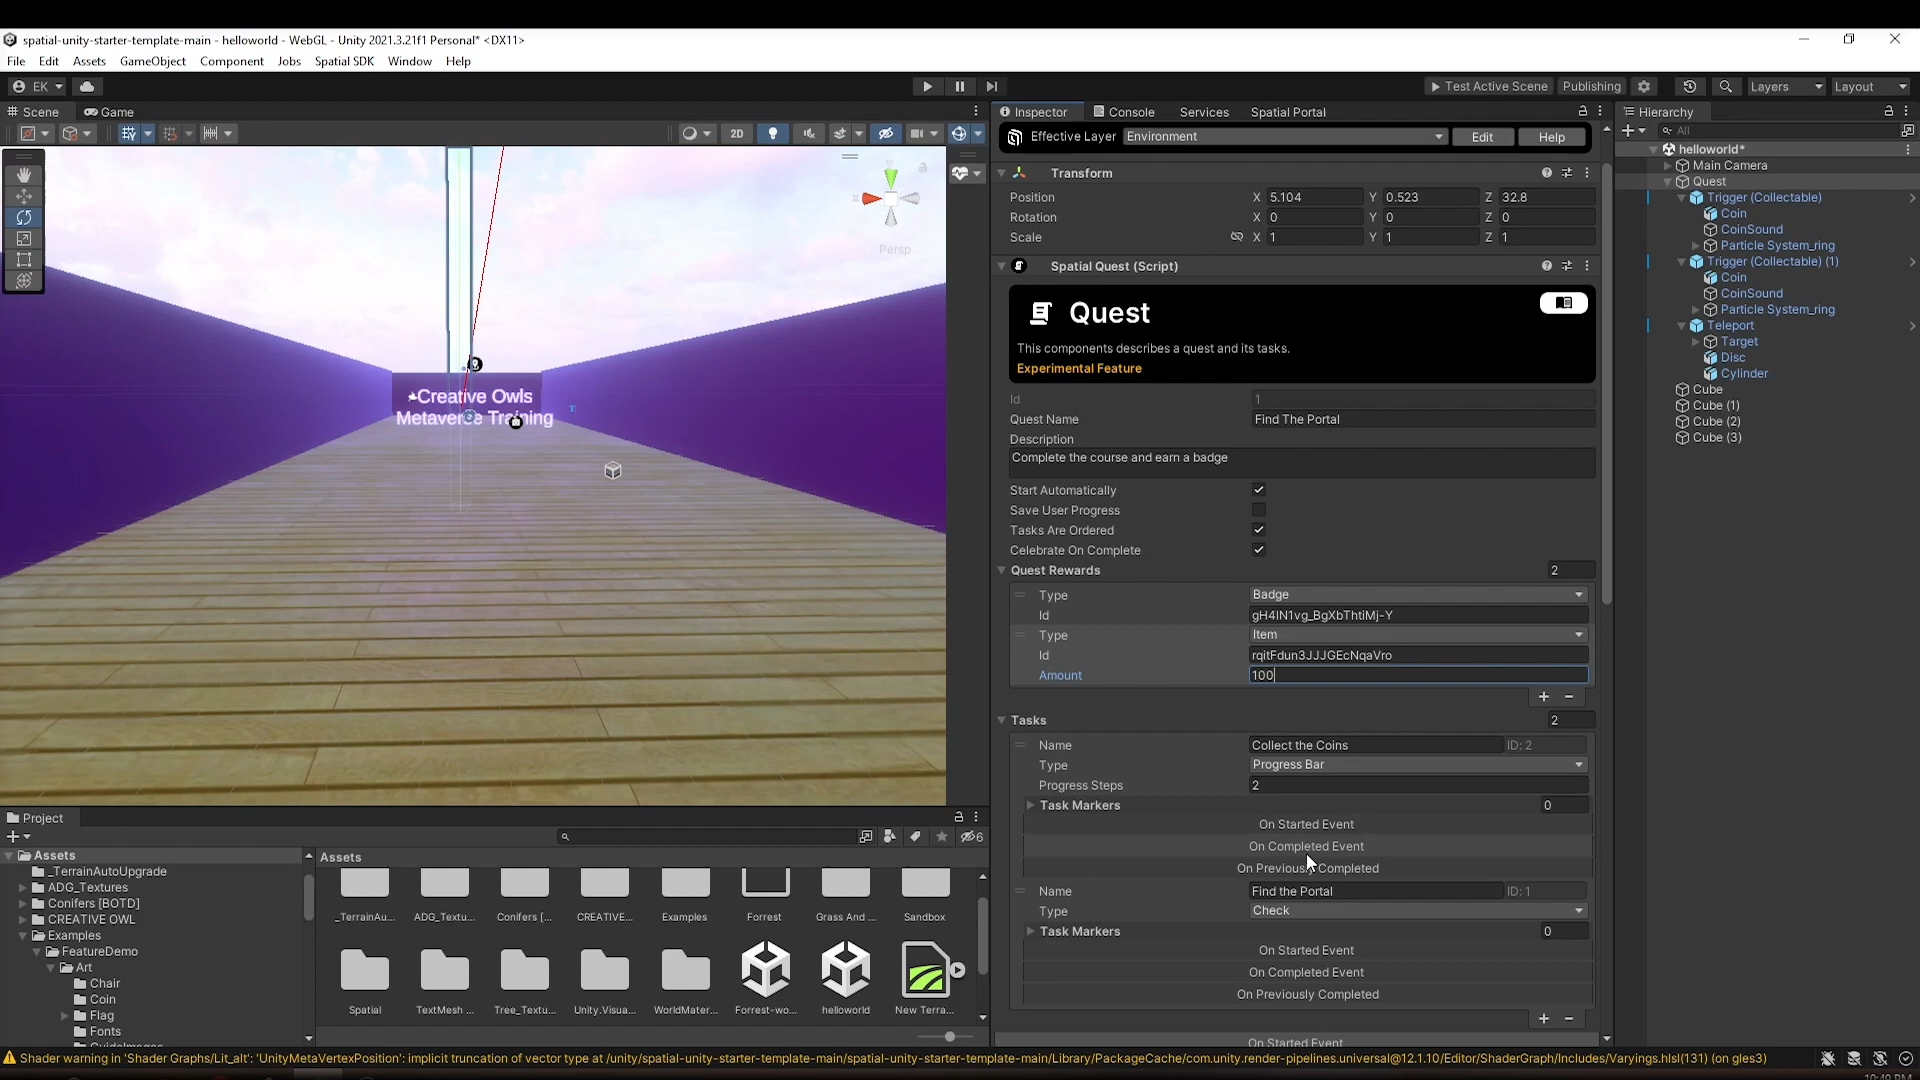 spatial-unity-starter-template-main - helloworld - WebGL - Unity 2021.3.21f1 Personal* <DX11>
File Edit Assets GameObject Component Jobs Spatial SDK Window Help
EK
Test Active Scene Publishing Layers Layout
Scene Game
2D
Y
Persp
Creative Owls
Metaverse Training
Inspector Console Services Spatial Portal
Effective Layer Environment Edit Help
Transform
Position X 5.104 Y 0.523 Z 32.8
Rotation X 0 Y 0 Z 0
Scale X 1 Y 1 Z 1
Spatial Quest (Script)
Quest
This components describes a quest and its tasks.
Experimental Feature
Id 1
Quest Name Find The Portal
Description
Complete the course and earn a badge
Start Automatically
Save User Progress
Tasks Are Ordered
Celebrate On Complete
Quest Rewards 2
Type Badge
Id gH4lN1vg_BgXbThtiMj-Y
Type Item
Id rqitFdun3JJJGEcNqaVro
Amount 100
+ −
Tasks 2
Name Collect the Coins ID: 2
Type Progress Bar
Progress Steps 2
Task Markers 0
On Started Event
On Completed Event
On Previously Completed
Name Find the Portal ID: 1
Type Check
Task Markers 0
On Started Event
On Completed Event
On Previously Completed
+ −
On Started Event
Hierarchy
All
helloworld*
Main Camera
Quest
Trigger (Collectable)
Coin
CoinSound
Particle System_ring
Trigger (Collectable) (1)
Coin
CoinSound
Particle System_ring
Teleport
Target
Disc
Cylinder
Cube
Cube (1)
Cube (2)
Cube (3)
Project
6
Assets
_TerrainAutoUpgrade
ADG_Textures
Conifers [BOTD]
CREATIVE OWL
Examples
FeatureDemo
Art
Chair
Coin
Flag
Fonts
GuideImages
Assets
_TerrainAu... ADG_Textu... Conifers [... CREATIVE... Examples Forrest Grass And ... Sandbox
Spatial TextMesh ... Tree_Textu... Unity.Visua... WorldMater... Forrest-wo... helloworld New Terra...
Shader warning in 'Shader Graphs/Lit_alt': 'UnityMetaVertexPosition': implicit truncation of vector type at /unity/spatial-unity-starter-template-main/spatial-unity-starter-template-main/Library/PackageCache/com.unity.render-pipelines.universal@12.1.10/Editor/ShaderGraph/Includes/Varyings.hlsl(131) (on gles3)
10:49 PM